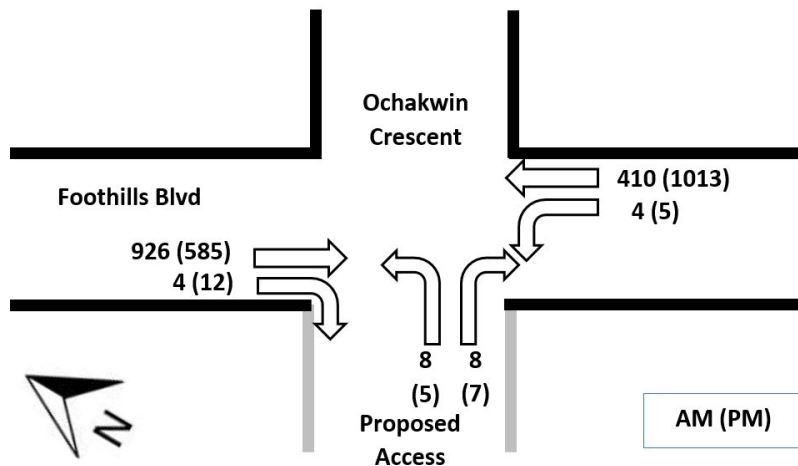 Ochakwin
Crescent
410 (1013)
4 (5)
Foothills Blvd
926 (585)
4 (12)
8
8
(5)
(7)
Proposed
Access
AM (PM)
N